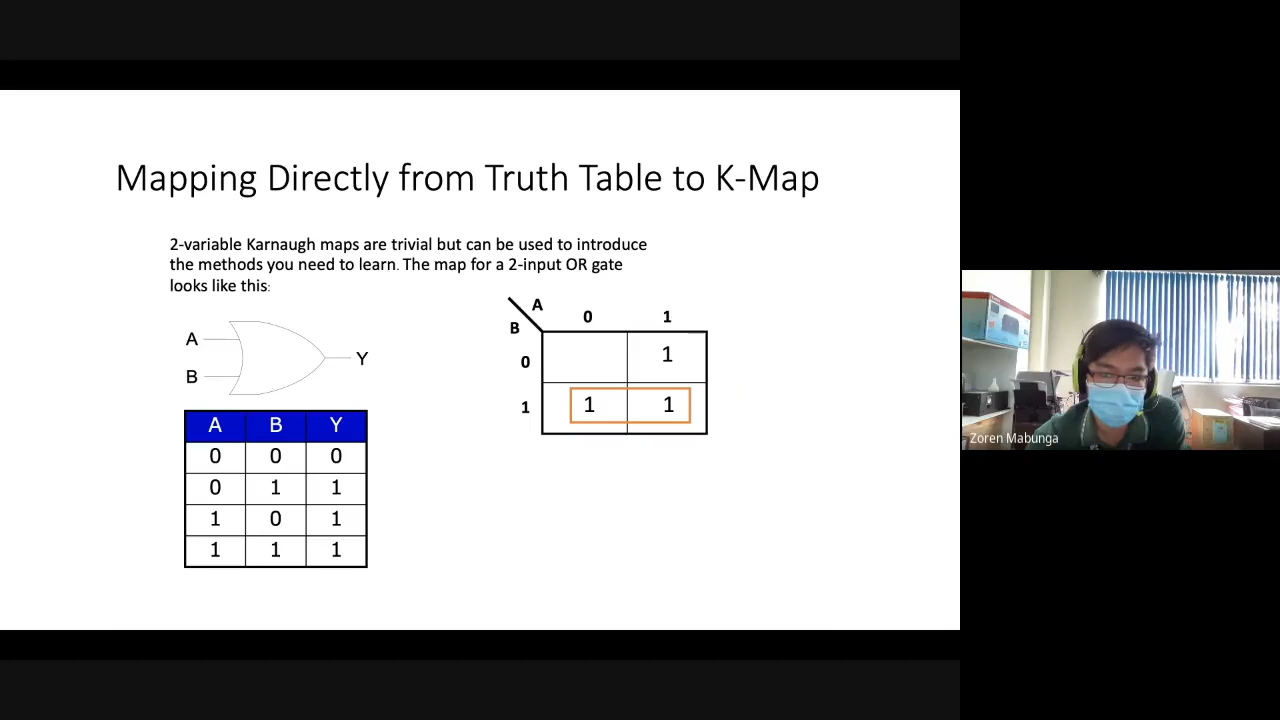 Mapping Directly from Truth Table to K-Map
2-variable Karnaugh maps are trivial but can be used to introduce
the methods you need to learn. The map for a 2-input OR gate
looks like this:
A
B
Y
A B Y
0 0 0
0 1 1
1 0 1
1 1 1
A
B
0 1
0 1
1 1 1
Zoren Mabunga